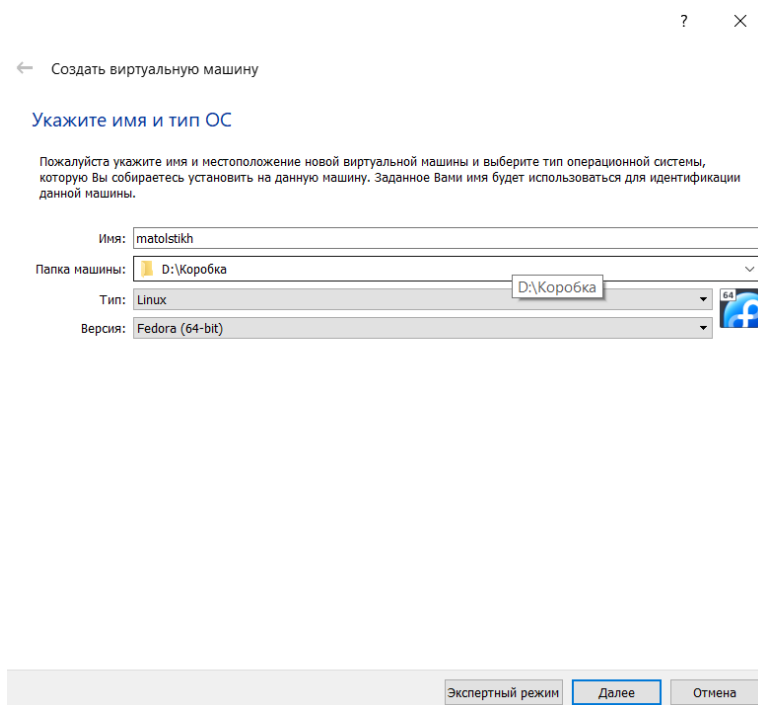 ?
Создать виртуальную машину
Укажите имя и тип ОС
Пожалуйста укажите имя и местоположение новой виртуальной машины и выберите тип операционной системы,
которую Вы собираетесь установить на данную машину. Заданное Вами имя будет использоваться для идентификации
данной машины.
Имя: matolstikh
Папка машины: D:\Коробка
D:\Коробка
Тип: Linux
64
Версия: Fedora (64-bit)
Экспертный режим Далее Отмена